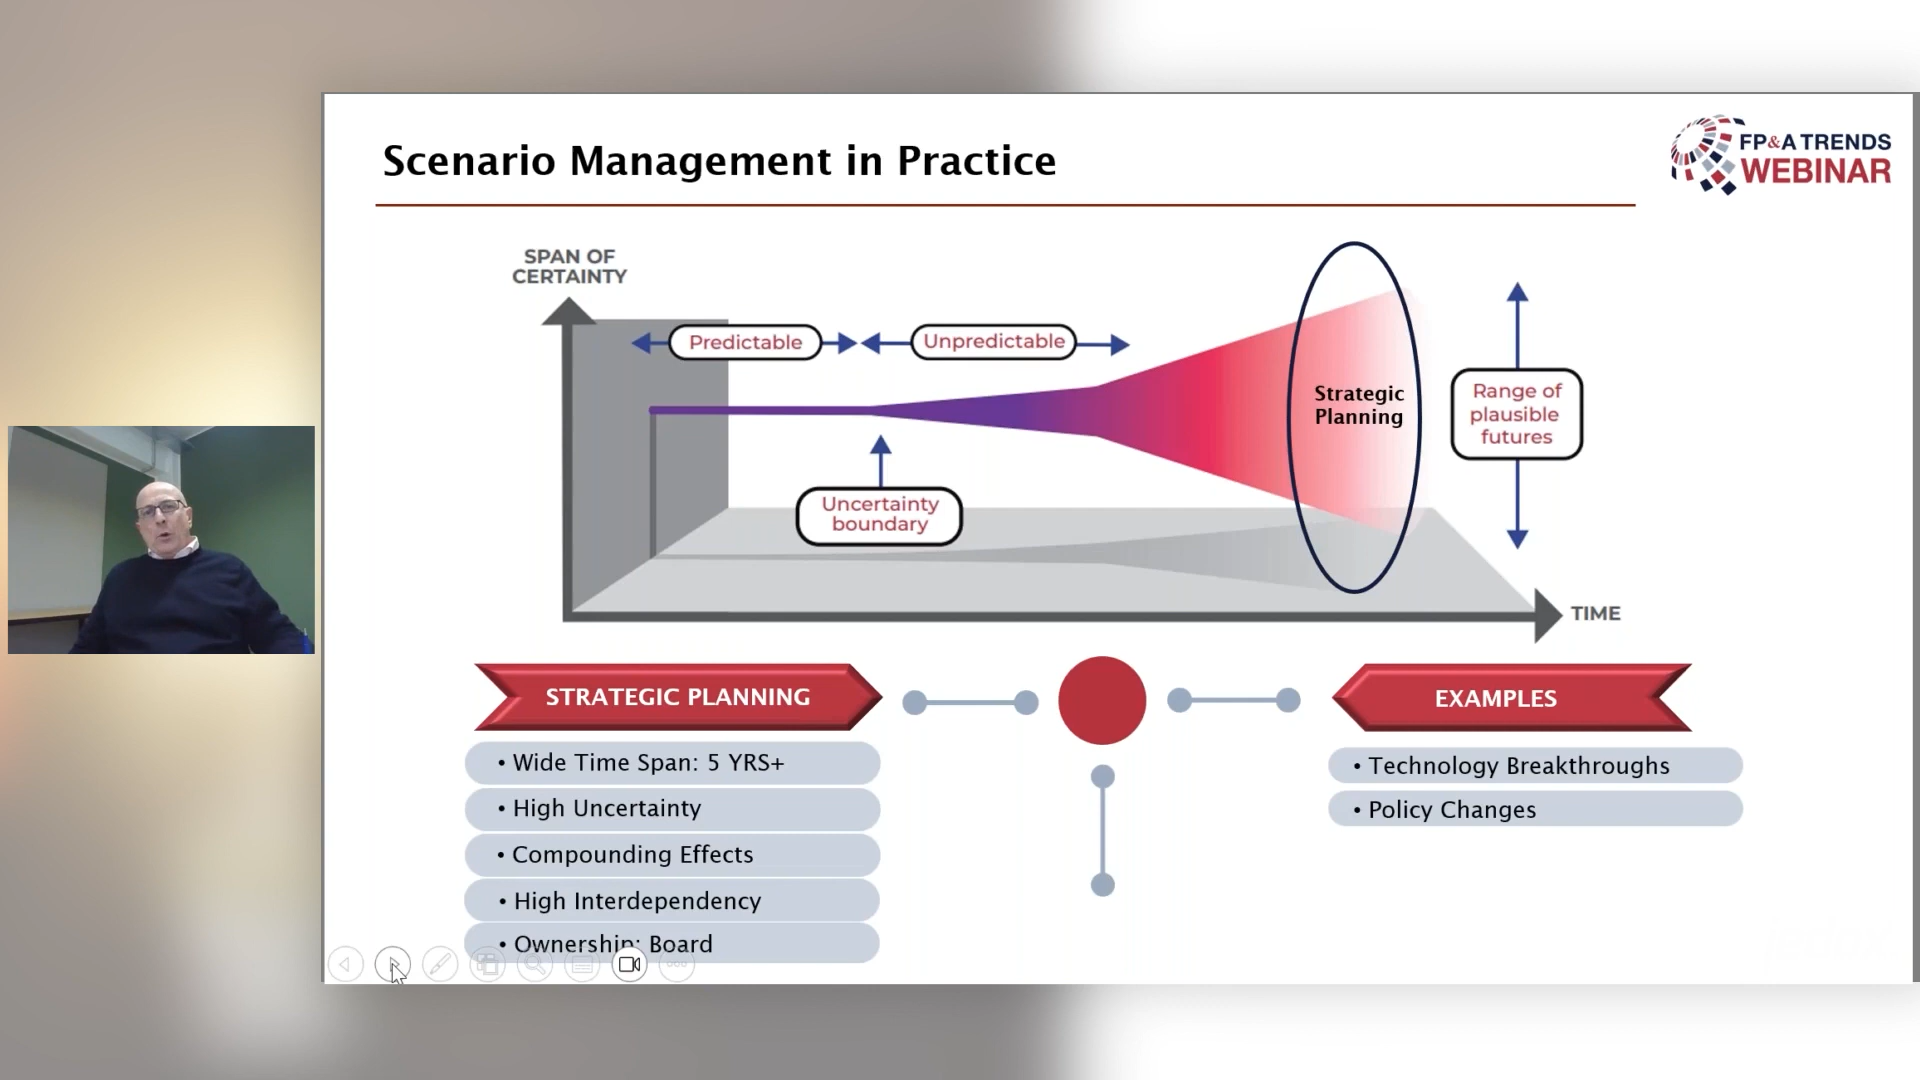 Scenario Management in Practice
FP&A TRENDS
WEBINAR
SPAN OF
CERTAINTY
Predictable
Unpredictable
Strategic
Planning
Range of
plausible
futures
Uncertainty
boundary
TIME
STRATEGIC PLANNING
• Wide Time Span: 5 YRS+
• High Uncertainty
• Compounding Effects
• High Interdependency
• Ownership: Board
EXAMPLES
• Technology Breakthroughs
• Policy Changes